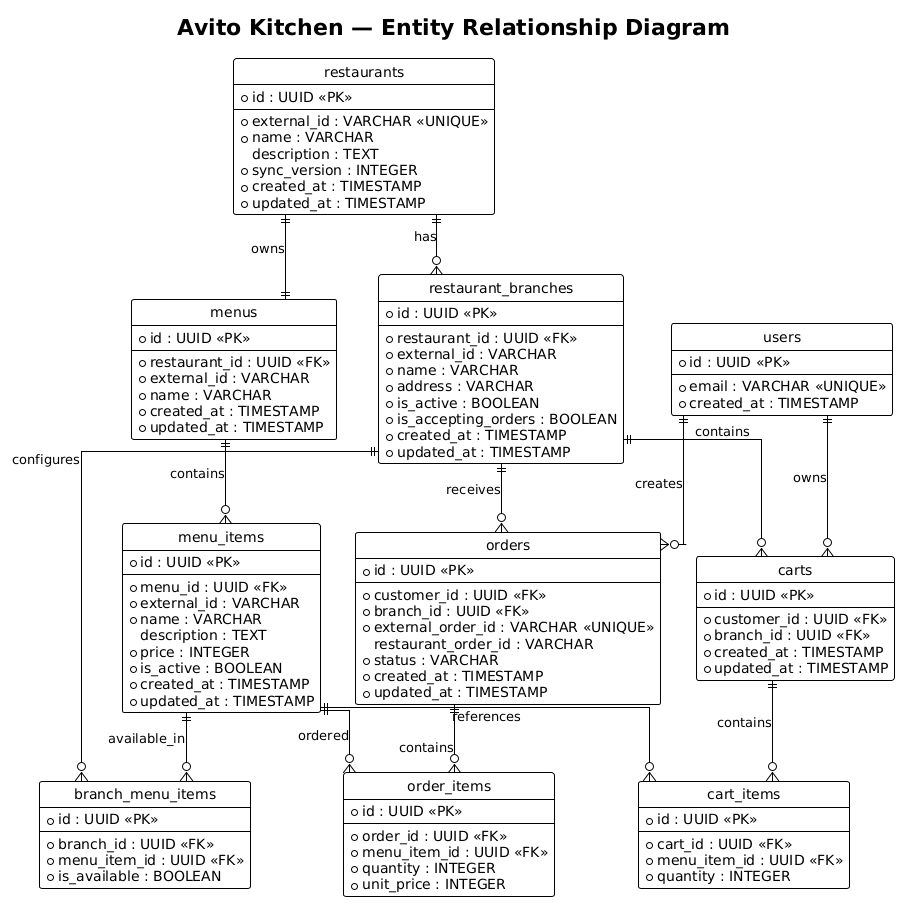 Avito Kitchen — Entity Relationship Diagram
restaurants
id : UUID «PK»
external_id : VARCHAR «UNIQUE»
name : VARCHAR
description : TEXT
sync_version : INTEGER
created_at : TIMESTAMP
updated_at : TIMESTAMP
owns
has
menus
id : UUID «PK»
restaurant_id : UUID «FK»
external_id : VARCHAR
name : VARCHAR
created_at : TIMESTAMP
updated_at : TIMESTAMP
restaurant_branches
id : UUID «PK»
restaurant_id : UUID «FK»
external_id : VARCHAR
name : VARCHAR
address : VARCHAR
is_active : BOOLEAN
is_accepting_orders : BOOLEAN
created_at : TIMESTAMP
updated_at : TIMESTAMP
users
id : UUID «PK»
email : VARCHAR «UNIQUE»
created_at : TIMESTAMP
configures
contains
receives
creates
contains
owns
menu_items
id : UUID «PK»
menu_id : UUID «FK»
external_id : VARCHAR
name : VARCHAR
description : TEXT
price : INTEGER
is_active : BOOLEAN
created_at : TIMESTAMP
updated_at : TIMESTAMP
orders
id : UUID «PK»
customer_id : UUID «FK»
branch_id : UUID «FK»
external_order_id : VARCHAR «UNIQUE»
restaurant_order_id : VARCHAR
status : VARCHAR
created_at : TIMESTAMP
updated_at : TIMESTAMP
carts
id : UUID «PK»
customer_id : UUID «FK»
branch_id : UUID «FK»
created_at : TIMESTAMP
updated_at : TIMESTAMP
available_in
ordered
references
contains
contains
branch_menu_items
id : UUID «PK»
branch_id : UUID «FK»
menu_item_id : UUID «FK»
is_available : BOOLEAN
order_items
id : UUID «PK»
order_id : UUID «FK»
menu_item_id : UUID «FK»
quantity : INTEGER
unit_price : INTEGER
cart_items
id : UUID «PK»
cart_id : UUID «FK»
menu_item_id : UUID «FK»
quantity : INTEGER